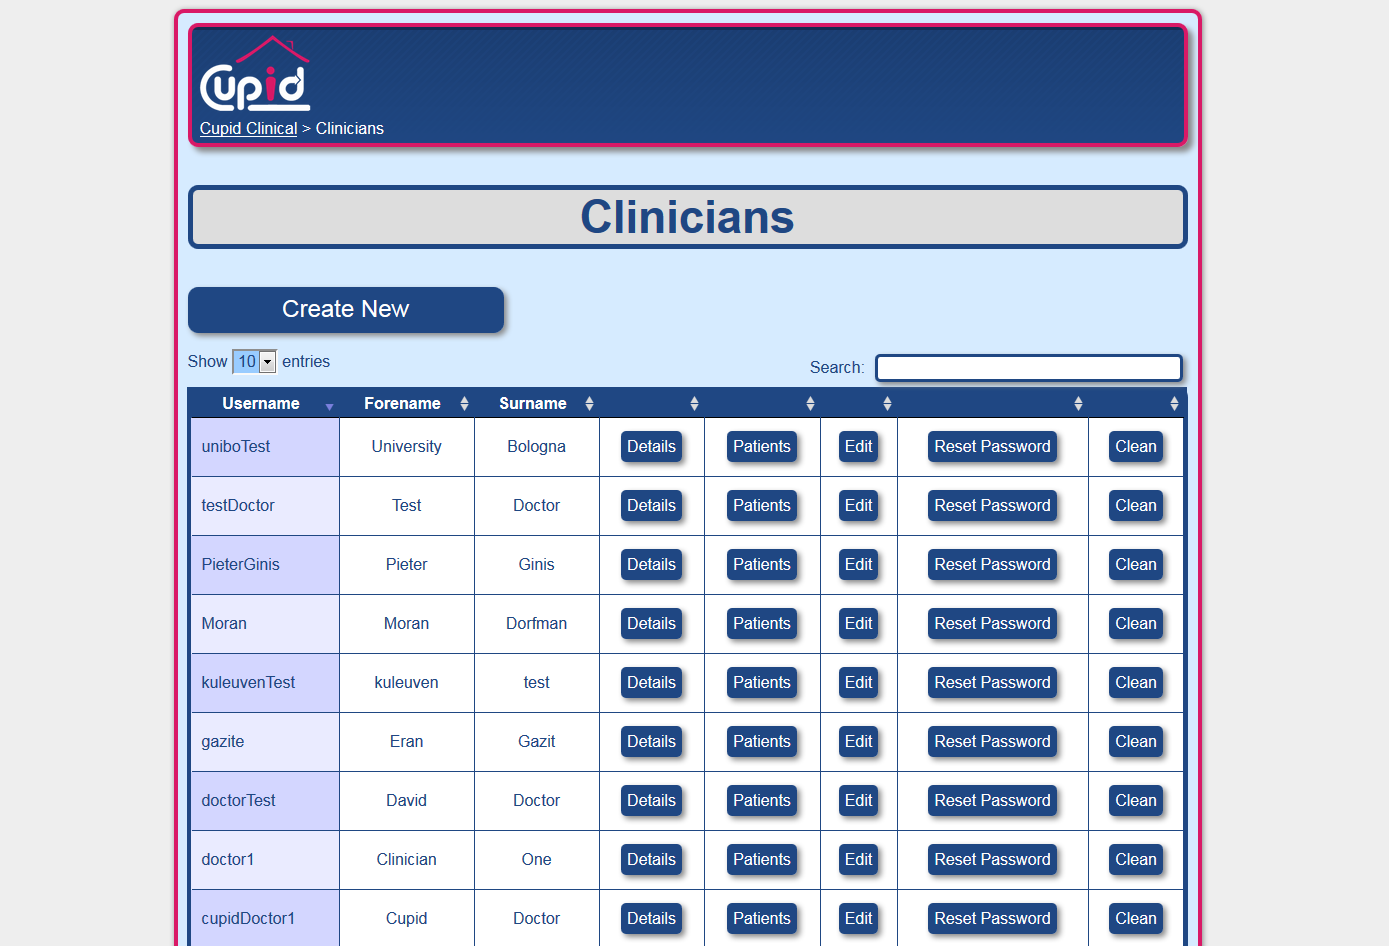 Cupid
Cupid Clinical > Clinicians
Clinicians
Create New
Show 10 entries
Search:
Username Forename Surname
uniboTest University Bologna Details Patients Edit Reset Password Clean
testDoctor Test Doctor Details Patients Edit Reset Password Clean
PieterGinis Pieter Ginis Details Patients Edit Reset Password Clean
Moran Moran Dorfman Details Patients Edit Reset Password Clean
kuleuvenTest kuleuven test Details Patients Edit Reset Password Clean
gazite Eran Gazit Details Patients Edit Reset Password Clean
doctorTest David Doctor Details Patients Edit Reset Password Clean
doctor1 Clinician One Details Patients Edit Reset Password Clean
cupidDoctor1 Cupid Doctor Details Patients Edit Reset Password Clean